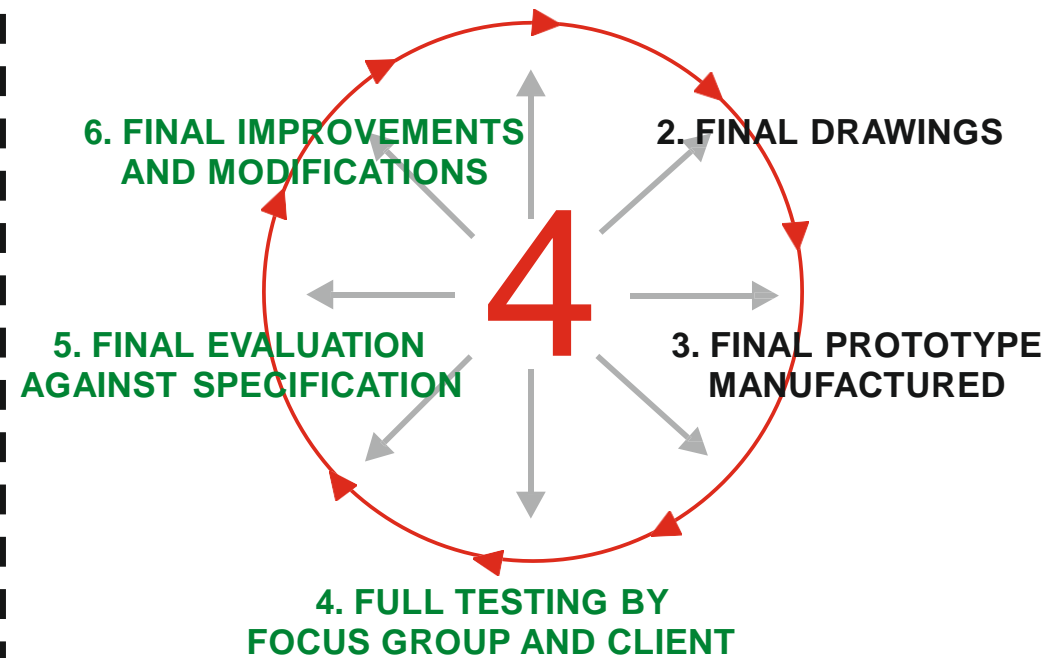 6. FINAL IMPROVEMENTS
AND MODIFICATIONS
2. FINAL DRAWINGS
4
5. FINAL EVALUATION
AGAINST SPECIFICATION
3. FINAL PROTOTYPE
MANUFACTURED
4. FULL TESTING BY
FOCUS GROUP AND CLIENT